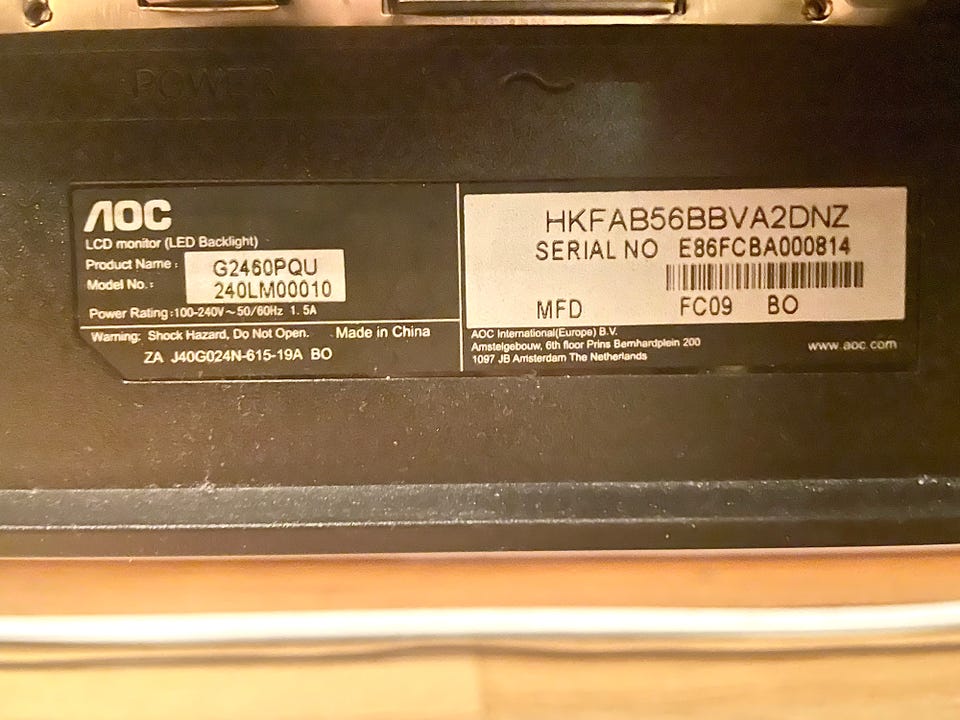 POWER
AOC
LCD monitor (LED Backlight)
Product Name : G2460PQU
Model No. : 240LM00010
Power Rating :100-240V~50/60Hz 1.5A
Warning: Shock Hazard, Do Not Open. Made in China
ZA J40G024N-615-19A BO
HKFAB56BBVA2DNZ
SERIAL NO E86FCBA000814
MFD FC09 BO
AOC International(Europe) B.V.
Amstelgebouw, 6th floor Prins Bernhardplein 200
1097 JB Amsterdam The Netherlands
www.aoc.com